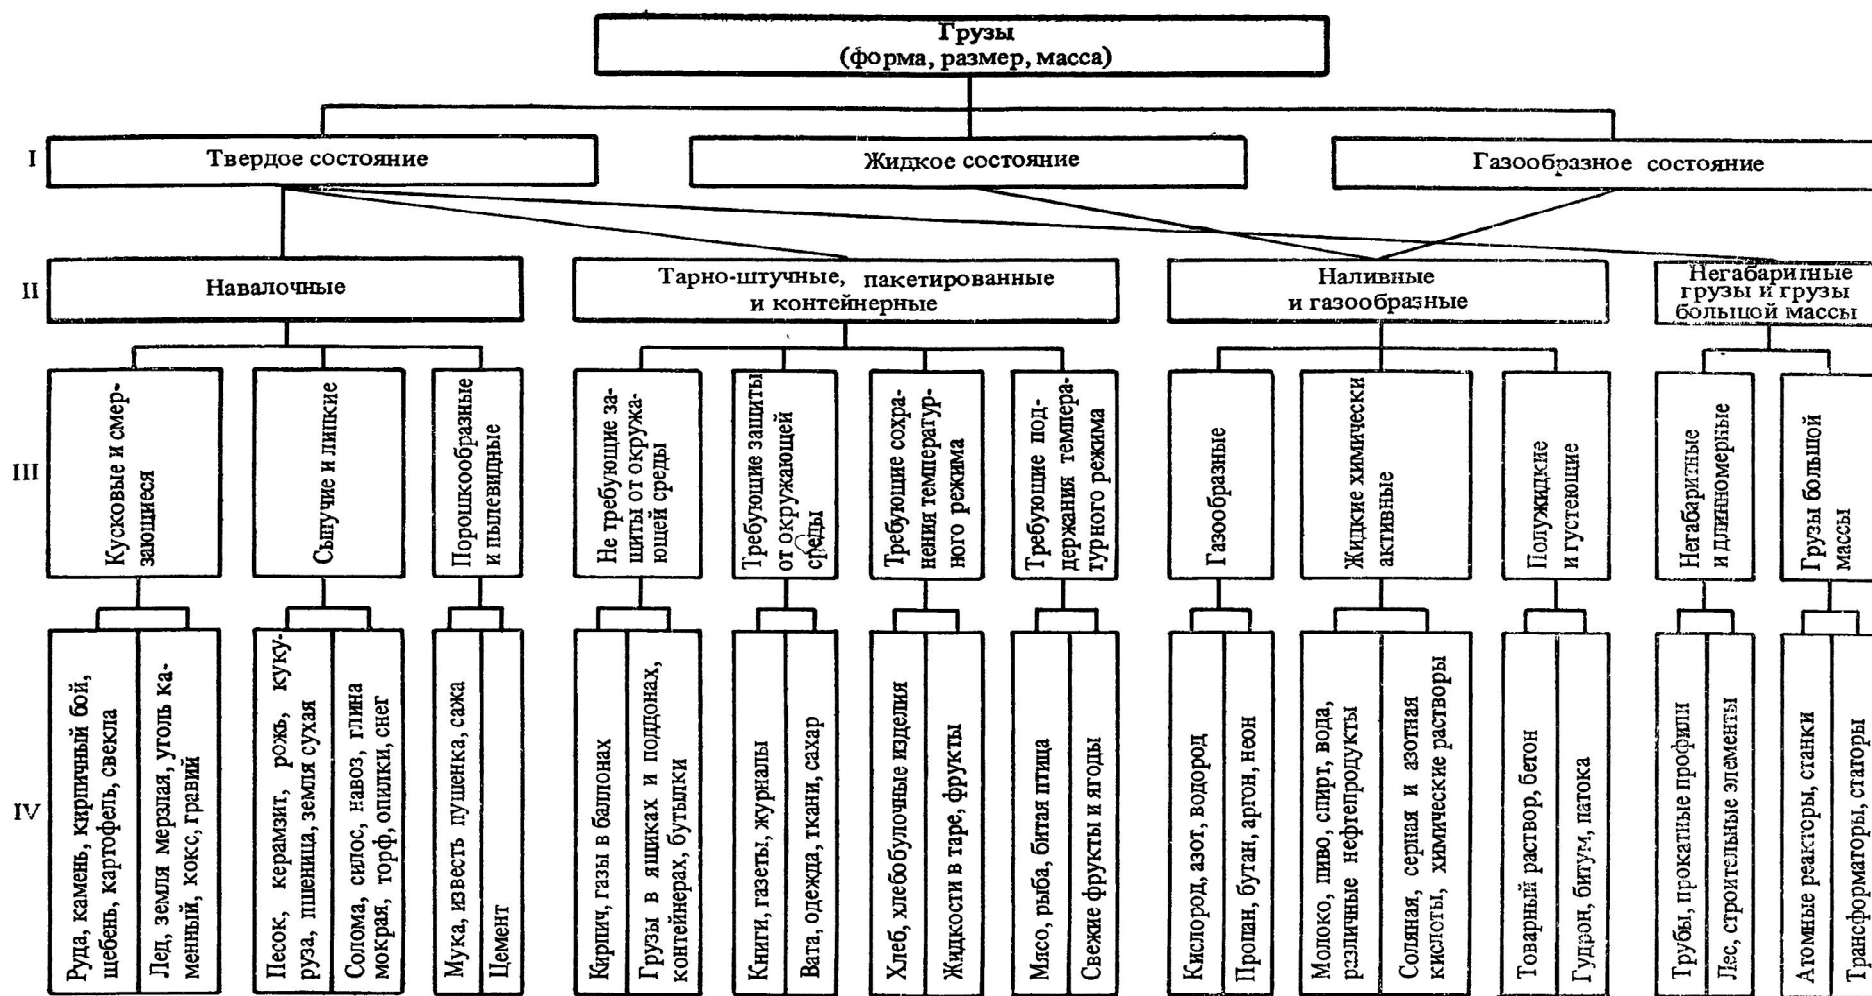 Грузы
(форма, размер, масса)
I
Твердое состояние
Жидкое состояние
Газообразное состояние
II
Навалочные
Тарно-штучные, пакетированные
и контейнерные
Наливные
и газообразные
Негабаритные
грузы и грузы
большой массы
III
Кусковые и смер-
зающиеся
Сыпучие и липкие
Порошкообразные
и пылевидные
Не требующие за-
щиты от окружа-
ющей среды
Требующие защиты
от окружающей
среды
Требующие сохра-
нения температур-
ного режима
Требующие под-
держания темпера-
турного режима
Газообразные
Жидкие химически
активные
Полужидкие
и густеющие
Негабаритные
и длинномерные
Грузы большой
массы
IV
Руда, камень, кирпичный бой,
щебень, картофель, свекла
Лед, земля мерзлая, уголь ка-
менный, кокс, гравий
Песок, керамзит, рожь, куку-
руза, пшеница, земля сухая
Солома, силос, навоз, глина
мокрая, торф, опилки, снег
Мука, известь пушенка, сажа
Цемент
Кирпич, газы в баллонах
Грузы в ящиках и поддонах,
контейнерах, бутылки
Книги, газеты, журналы
Вата, одежда, ткани, сахар
Хлеб, хлебобулочные изделия
Жидкости в таре, фрукты
Мясо, рыба, битая птица
Свежие фрукты и ягоды
Кислород, азот, водород
Пропан, бутан, аргон, неон
Молоко, пиво, спирт, вода,
различные нефтепродукты
Соляная, серная и азотная
кислоты, химические растворы
Товарный раствор, бетон
Гудрон, битум, патока
Трубы, прокатные профили
Лес, строительные элементы
Атомные реакторы, станки
Трансформаторы, статоры